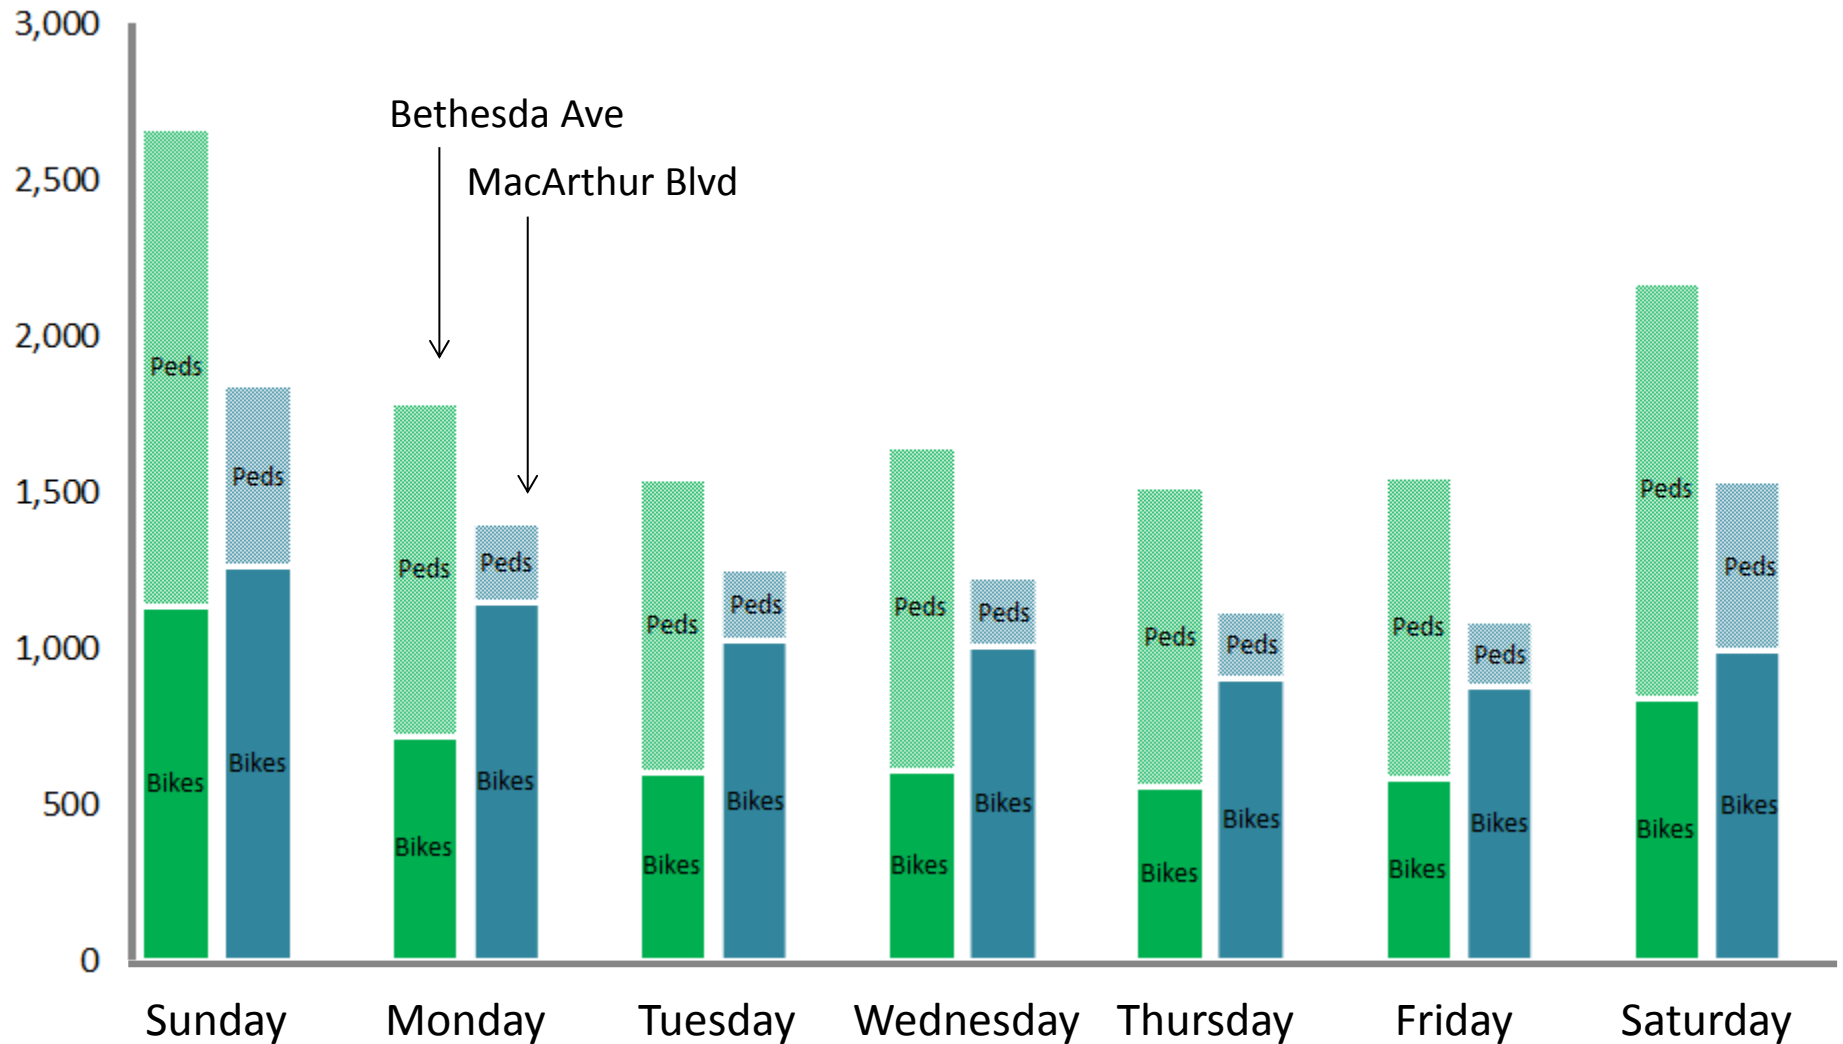 3,000
Bethesda Ave
MacArthur Blvd
2,500
2,000
1,500
1,000
500
0
Peds
Bikes
Peds
Bikes
Peds
Bikes
Peds
Bikes
Peds
Bikes
Peds
Bikes
Peds
Bikes
Peds
Bikes
Peds
Bikes
Peds
Bikes
Peds
Bikes
Peds
Bikes
Peds
Bikes
Peds
Bikes
Sunday Monday Tuesday Wednesday Thursday Friday Saturday